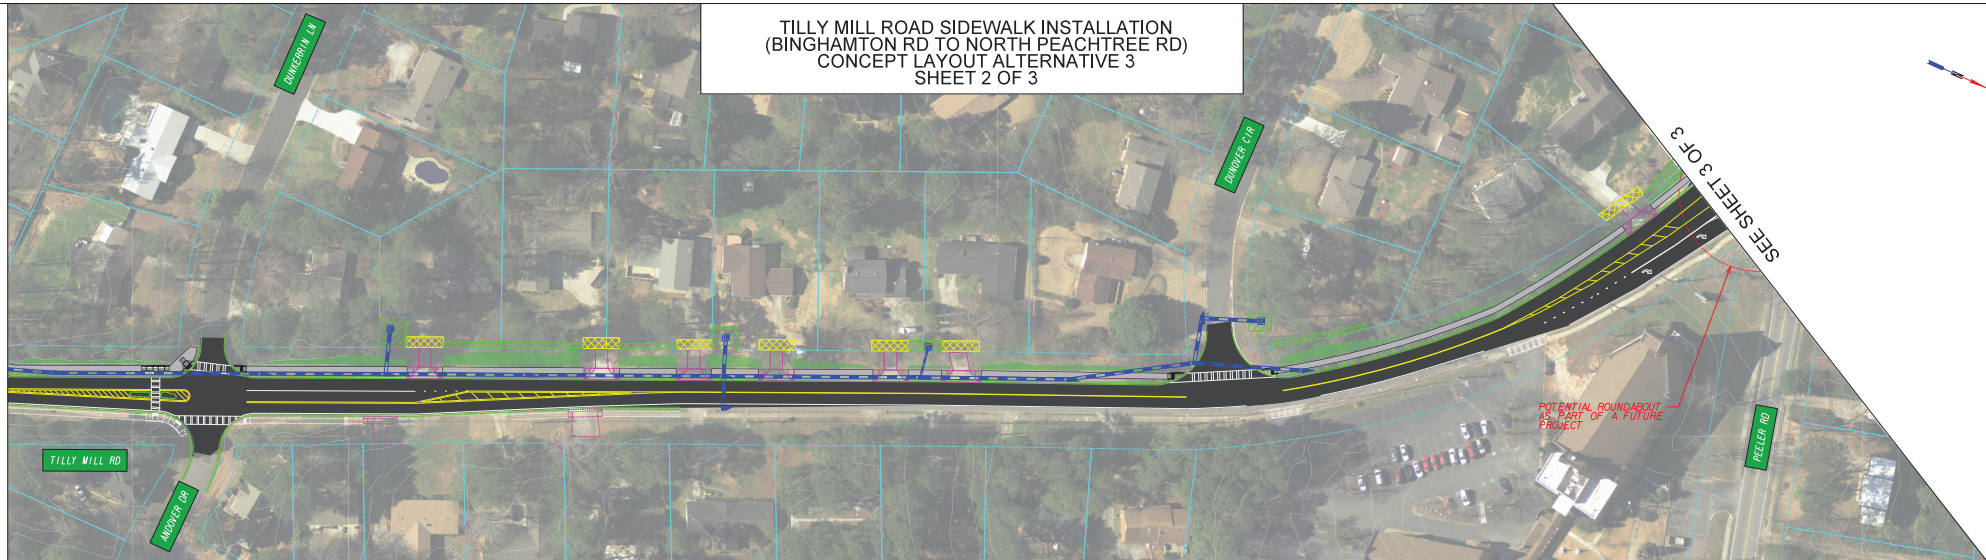 TILLY MILL ROAD SIDEWALK INSTALLATION
(BINGHAMTON RD TO NORTH PEACHTREE RD)
CONCEPT LAYOUT ALTERNATIVE 3
SHEET 2 OF 3
DUNKERRIN LN
DUNOVER CIR
SEE SHEET 3 OF 3
TILLY MILL RD
ANDOVER DR
POTENTIAL ROUNDABOUT
AS PART OF A FUTURE
PROJECT
PEELER RD